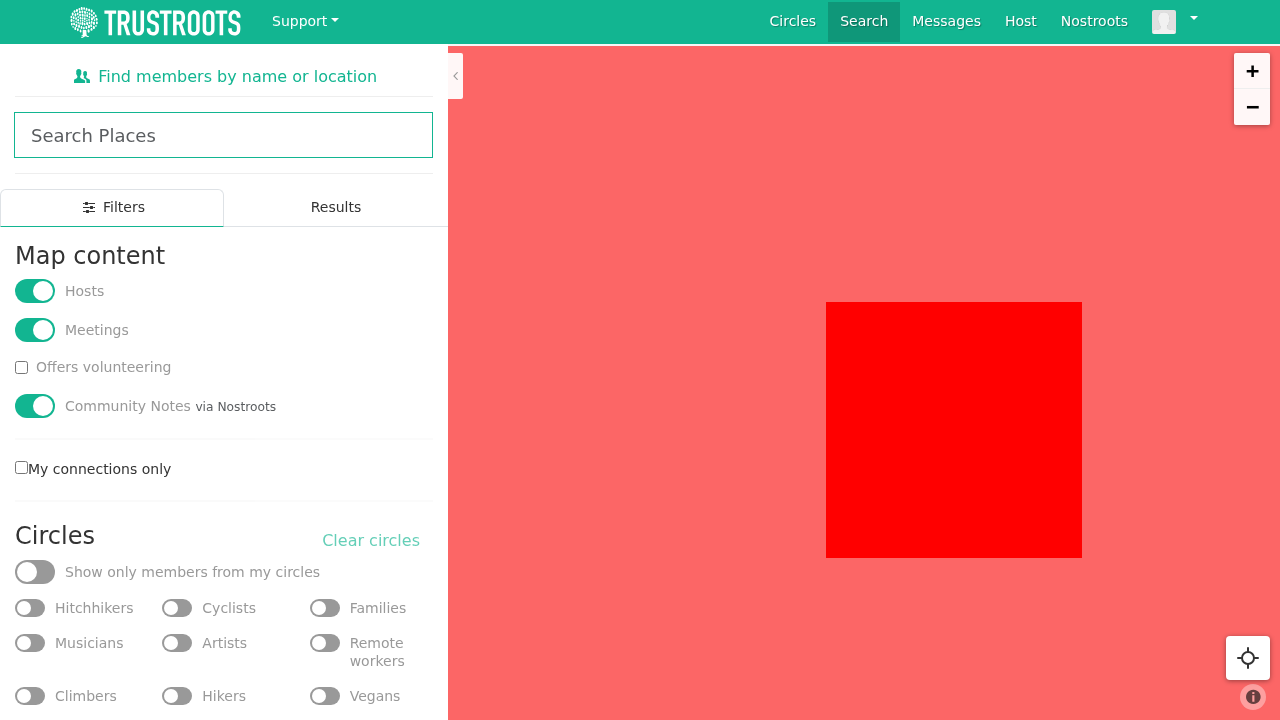 TRUSTROOTS
Support
Circles
Search
Messages
Host
Nostroots
Find members by name or location
Search Places
Filters
Results
Map content
Hosts
Meetings
Offers volunteering
Community Notes via Nostroots
My connections only
Circles
Clear circles
Show only members from my circles
Hitchhikers
Cyclists
Families
Musicians
Artists
Remote
workers
Climbers
Hikers
Vegans
+
−